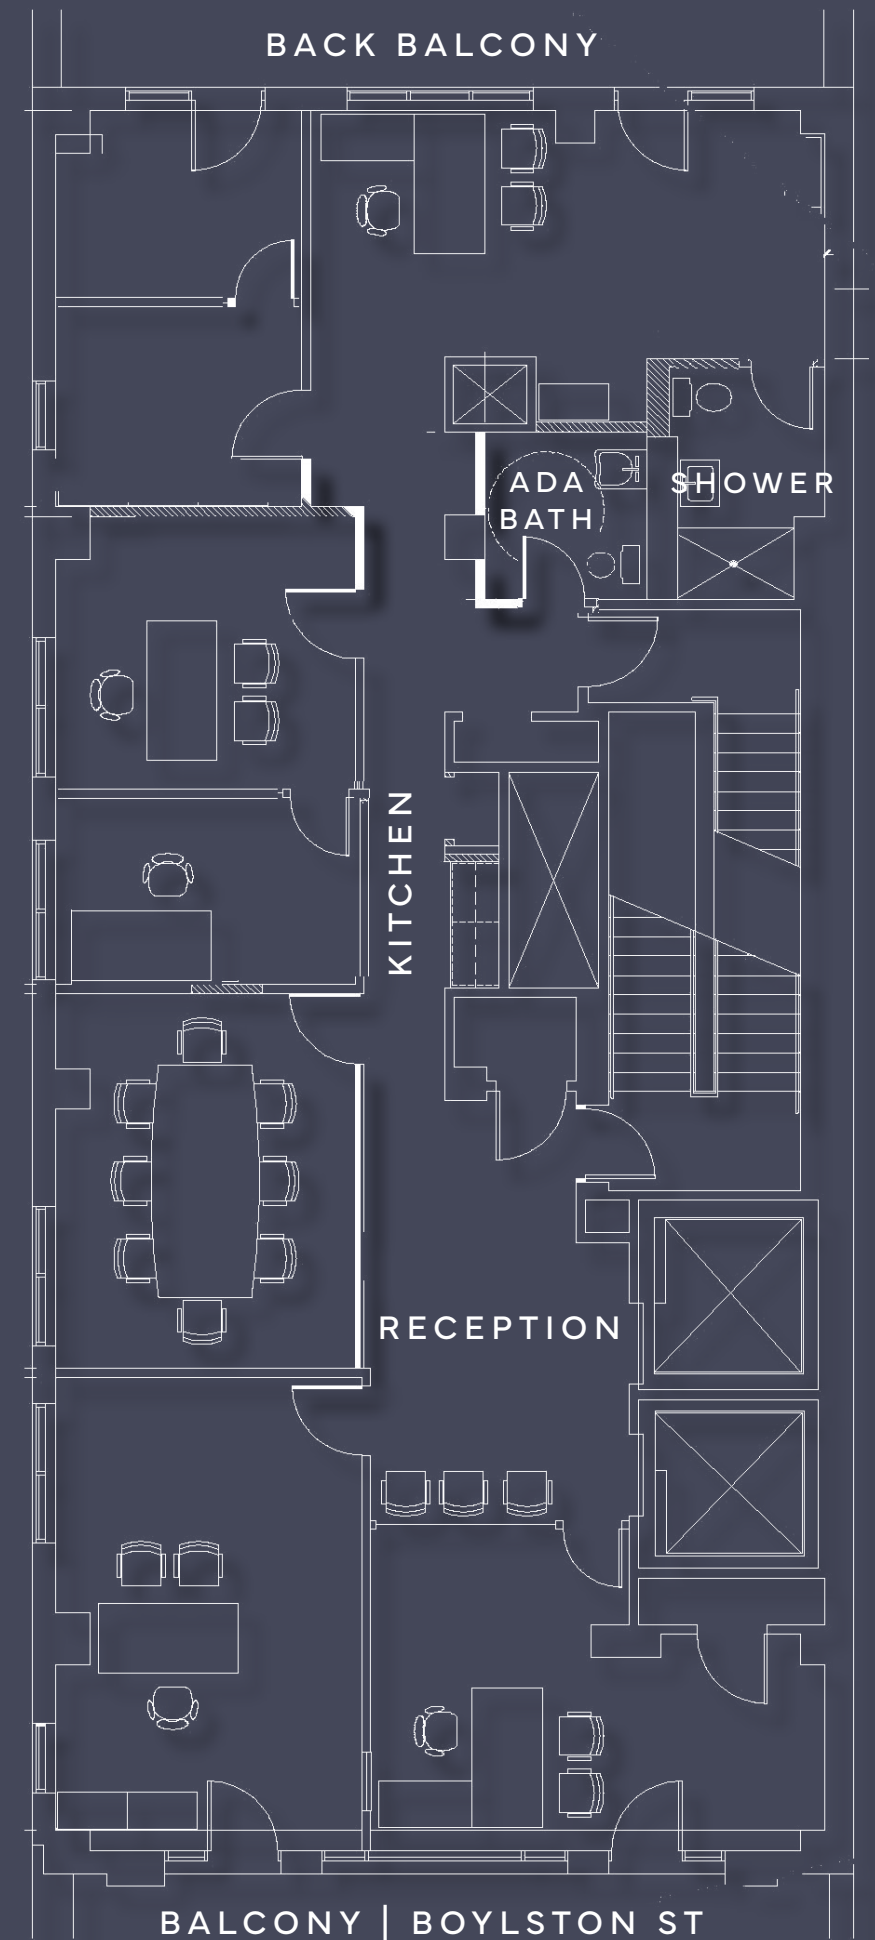 BACK BALCONY
ADA
BATH
SHOWER
KITCHEN
RECEPTION
BALCONY | BOYLSTON ST